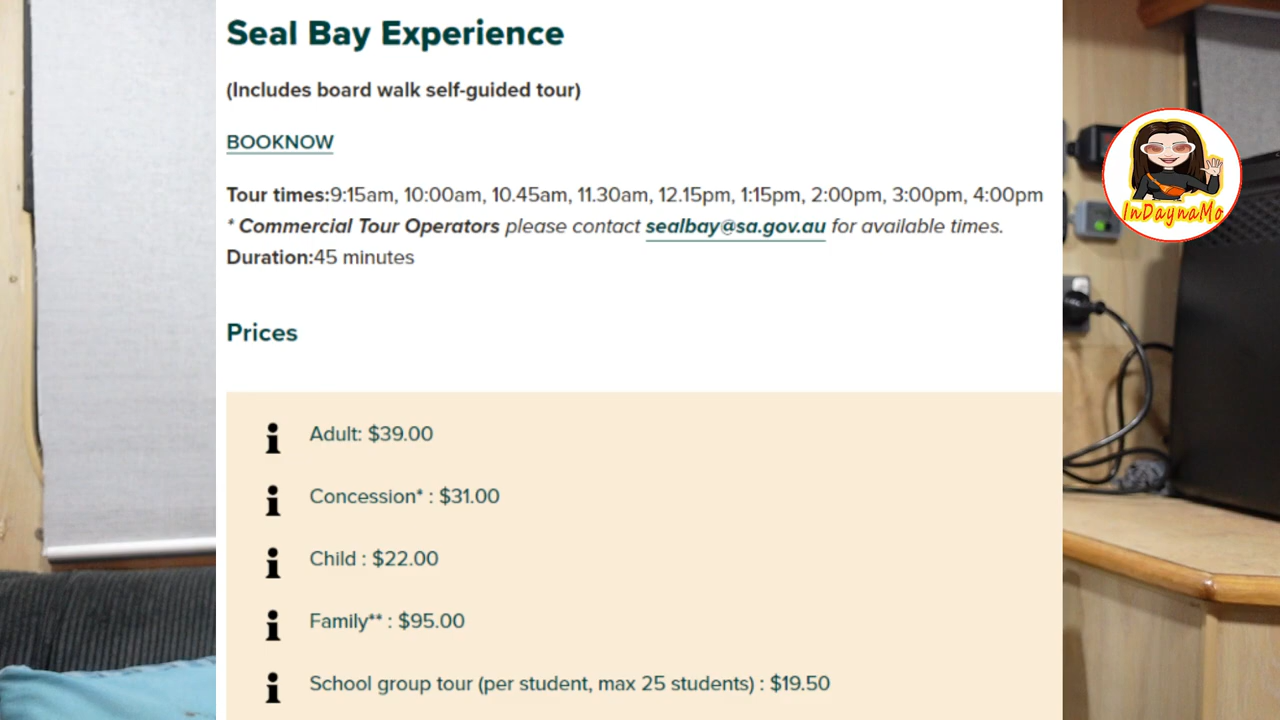 Seal Bay Experience
(Includes board walk self-guided tour)
BOOKNOW
Tour times:9:15am, 10:00am, 10.45am, 11.30am, 12.15pm, 1:15pm, 2:00pm, 3:00pm, 4:00pm
* Commercial Tour Operators please contact sealbay@sa.gov.au for available times.
Duration:45 minutes
Prices
Adult: $39.00
Concession* : $31.00
Child : $22.00
Family** : $95.00
School group tour (per student, max 25 students) : $19.50
InDaynaMo